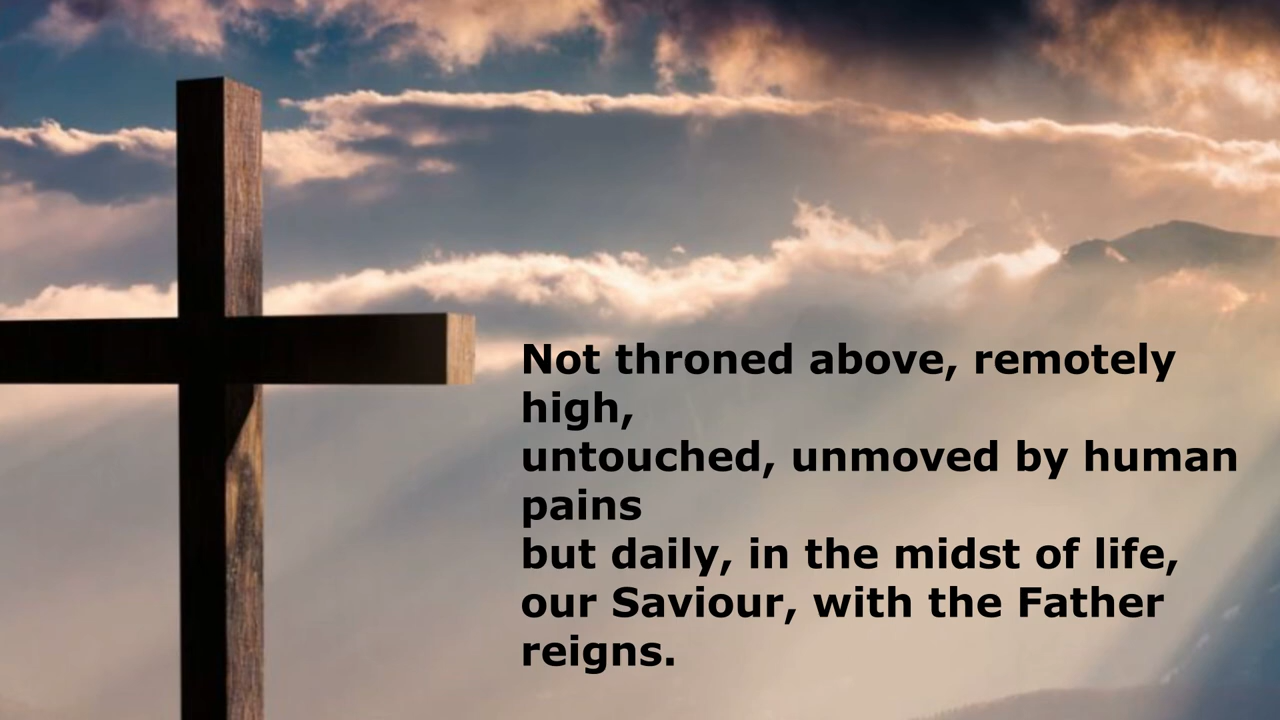 Not throned above, remotely
high,
untouched, unmoved by human
pains
but daily, in the midst of life,
our Saviour, with the Father
reigns.